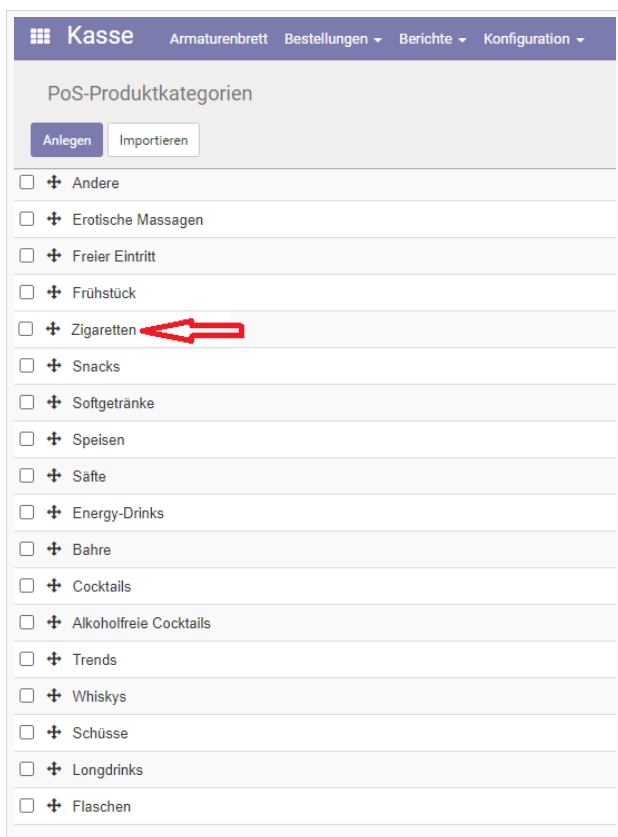 Kasse Armaturenbrett Bestellungen Berichte Konfiguration
PoS-Produktkategorien
Anlegen Importieren
Andere
Erotische Massagen
Freier Eintritt
Frühstück
Zigaretten
Snacks
Softgetränke
Speisen
Säfte
Energy-Drinks
Bahre
Cocktails
Alkoholfreie Cocktails
Trends
Whiskys
Schüsse
Longdrinks
Flaschen